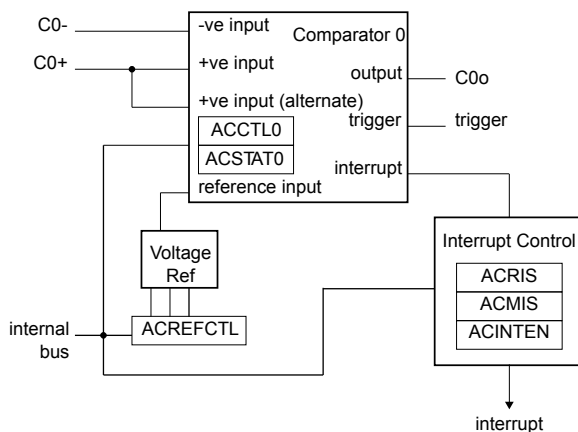 C0-
-ve input
Comparator 0
C0+
+ve input
output
C0o
+ve input (alternate)
ACCTL0
trigger
trigger
ACSTAT0
interrupt
reference input
Voltage
Ref
Interrupt Control
ACRIS
ACMIS
ACINTEN
internal
bus
ACREFCTL
interrupt